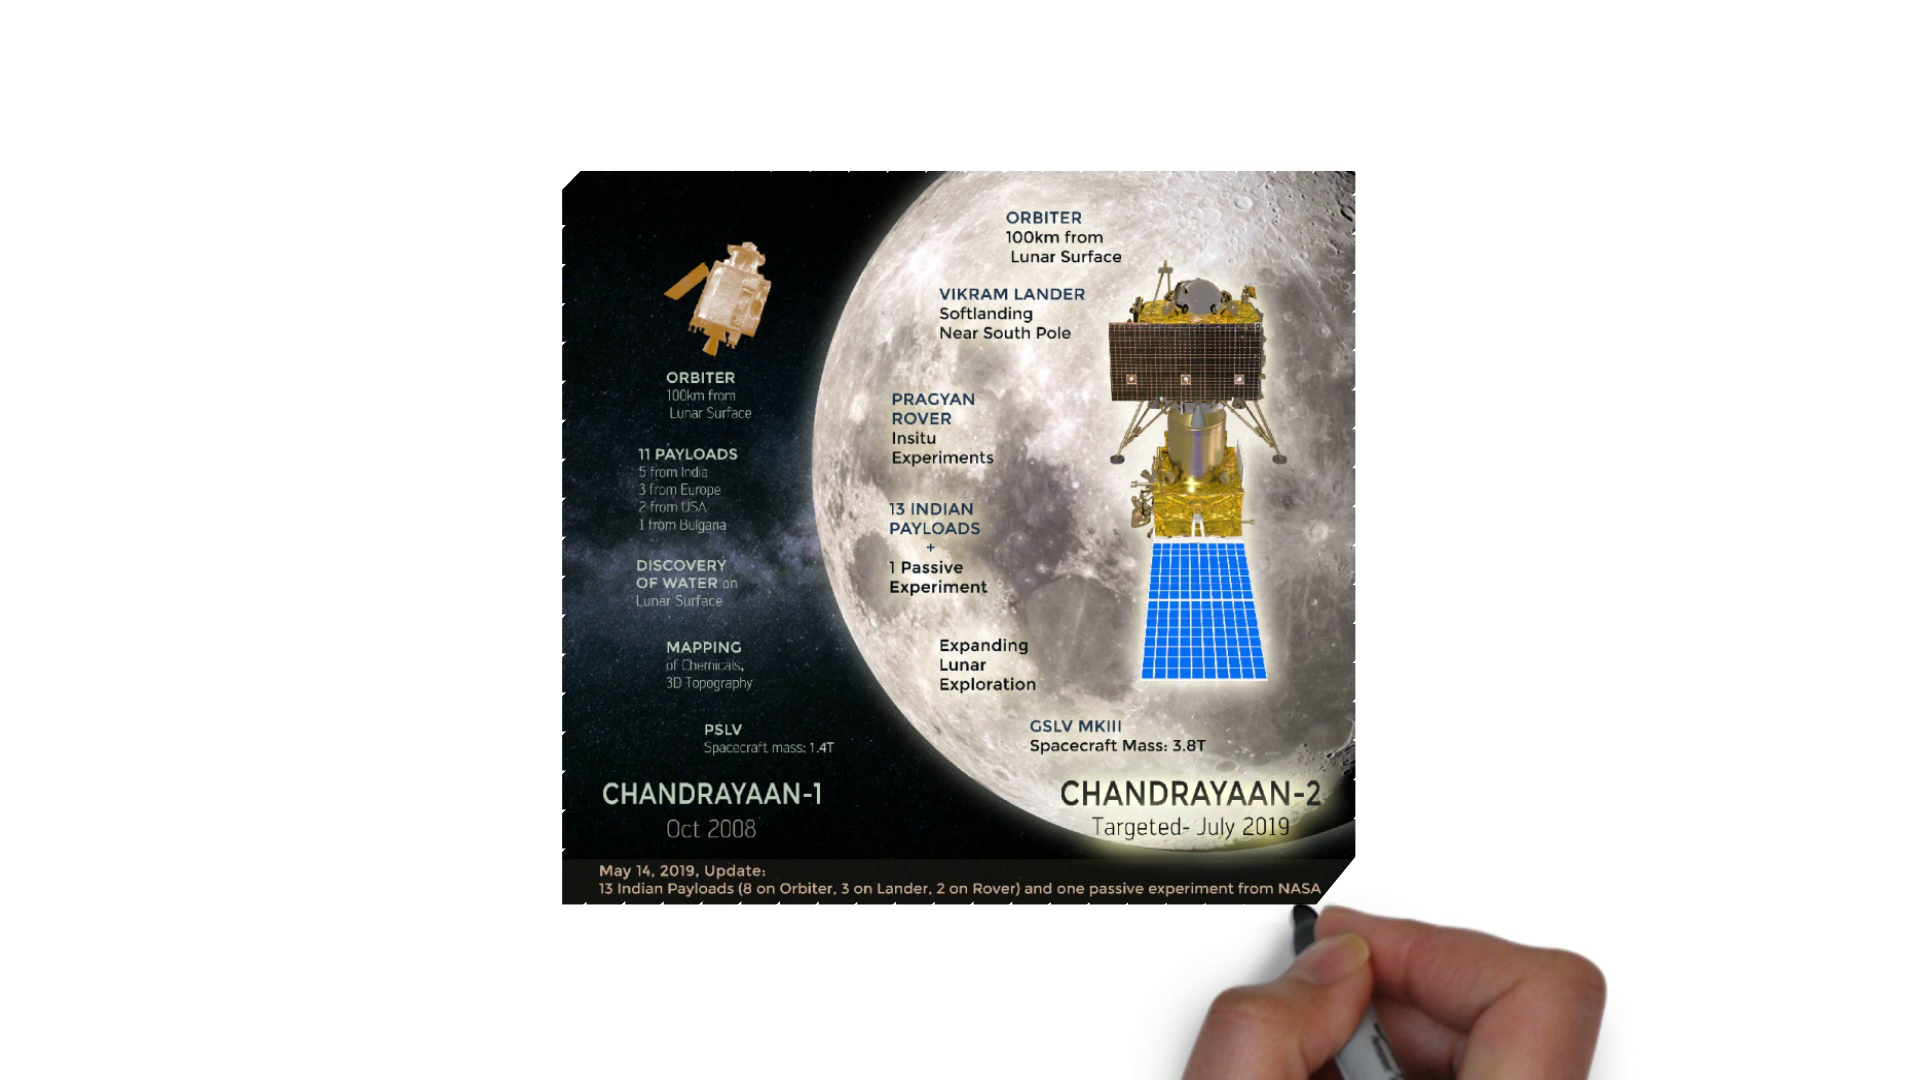 ORBITER
100km from
Lunar Surface
11 PAYLOADS
5 from India
3 from Europe
2 from USA
1 from Bulgaria
DISCOVERY
OF WATER on
Lunar Surface
MAPPING
of Chemicals,
3D Topography
PSLV
Spacecraft mass: 1.4T
CHANDRAYAAN-1
Oct 2008
ORBITER
100km from
Lunar Surface
VIKRAM LANDER
Softlanding
Near South Pole
PRAGYAN
ROVER
Insitu
Experiments
13 INDIAN
PAYLOADS
+
1 Passive
Experiment
Expanding
Lunar
Exploration
GSLV MKIII
Spacecraft Mass: 3.8T
CHANDRAYAAN-2
Targeted- July 2019
May 14, 2019, Update:
13 Indian Payloads (8 on Orbiter, 3 on Lander, 2 on Rover) and one passive experiment from NASA